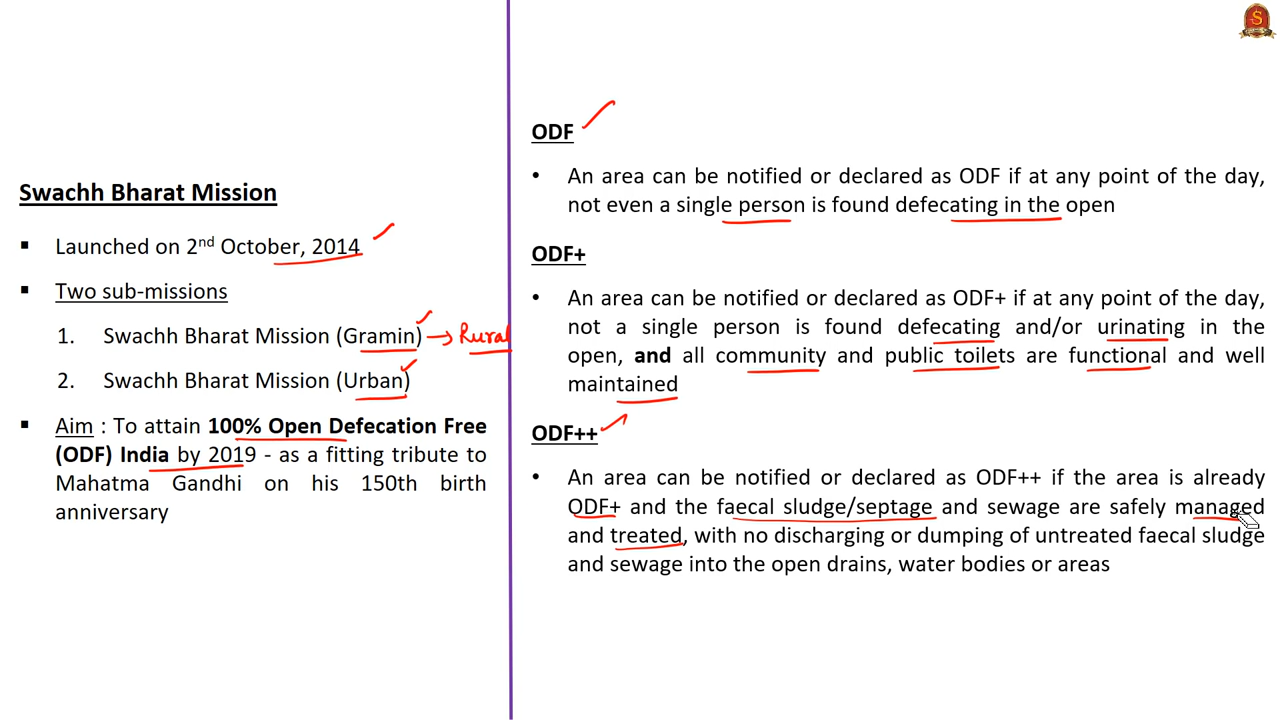 Swachh Bharat Mission
▪ Launched on 2nd October, 2014
▪ Two sub-missions
1. Swachh Bharat Mission (Gramin) → Rural
2. Swachh Bharat Mission (Urban)
▪ Aim : To attain 100% Open Defecation Free
(ODF) India by 2019 - as a fitting tribute to
Mahatma Gandhi on his 150th birth
anniversary
ODF
• An area can be notified or declared as ODF if at any point of the day,
not even a single person is found defecating in the open
ODF+
• An area can be notified or declared as ODF+ if at any point of the day,
not a single person is found defecating and/or urinating in the
open, and all community and public toilets are functional and well
maintained
ODF++
• An area can be notified or declared as ODF++ if the area is already
ODF+ and the faecal sludge/septage and sewage are safely managed
and treated, with no discharging or dumping of untreated faecal sludge
and sewage into the open drains, water bodies or areas